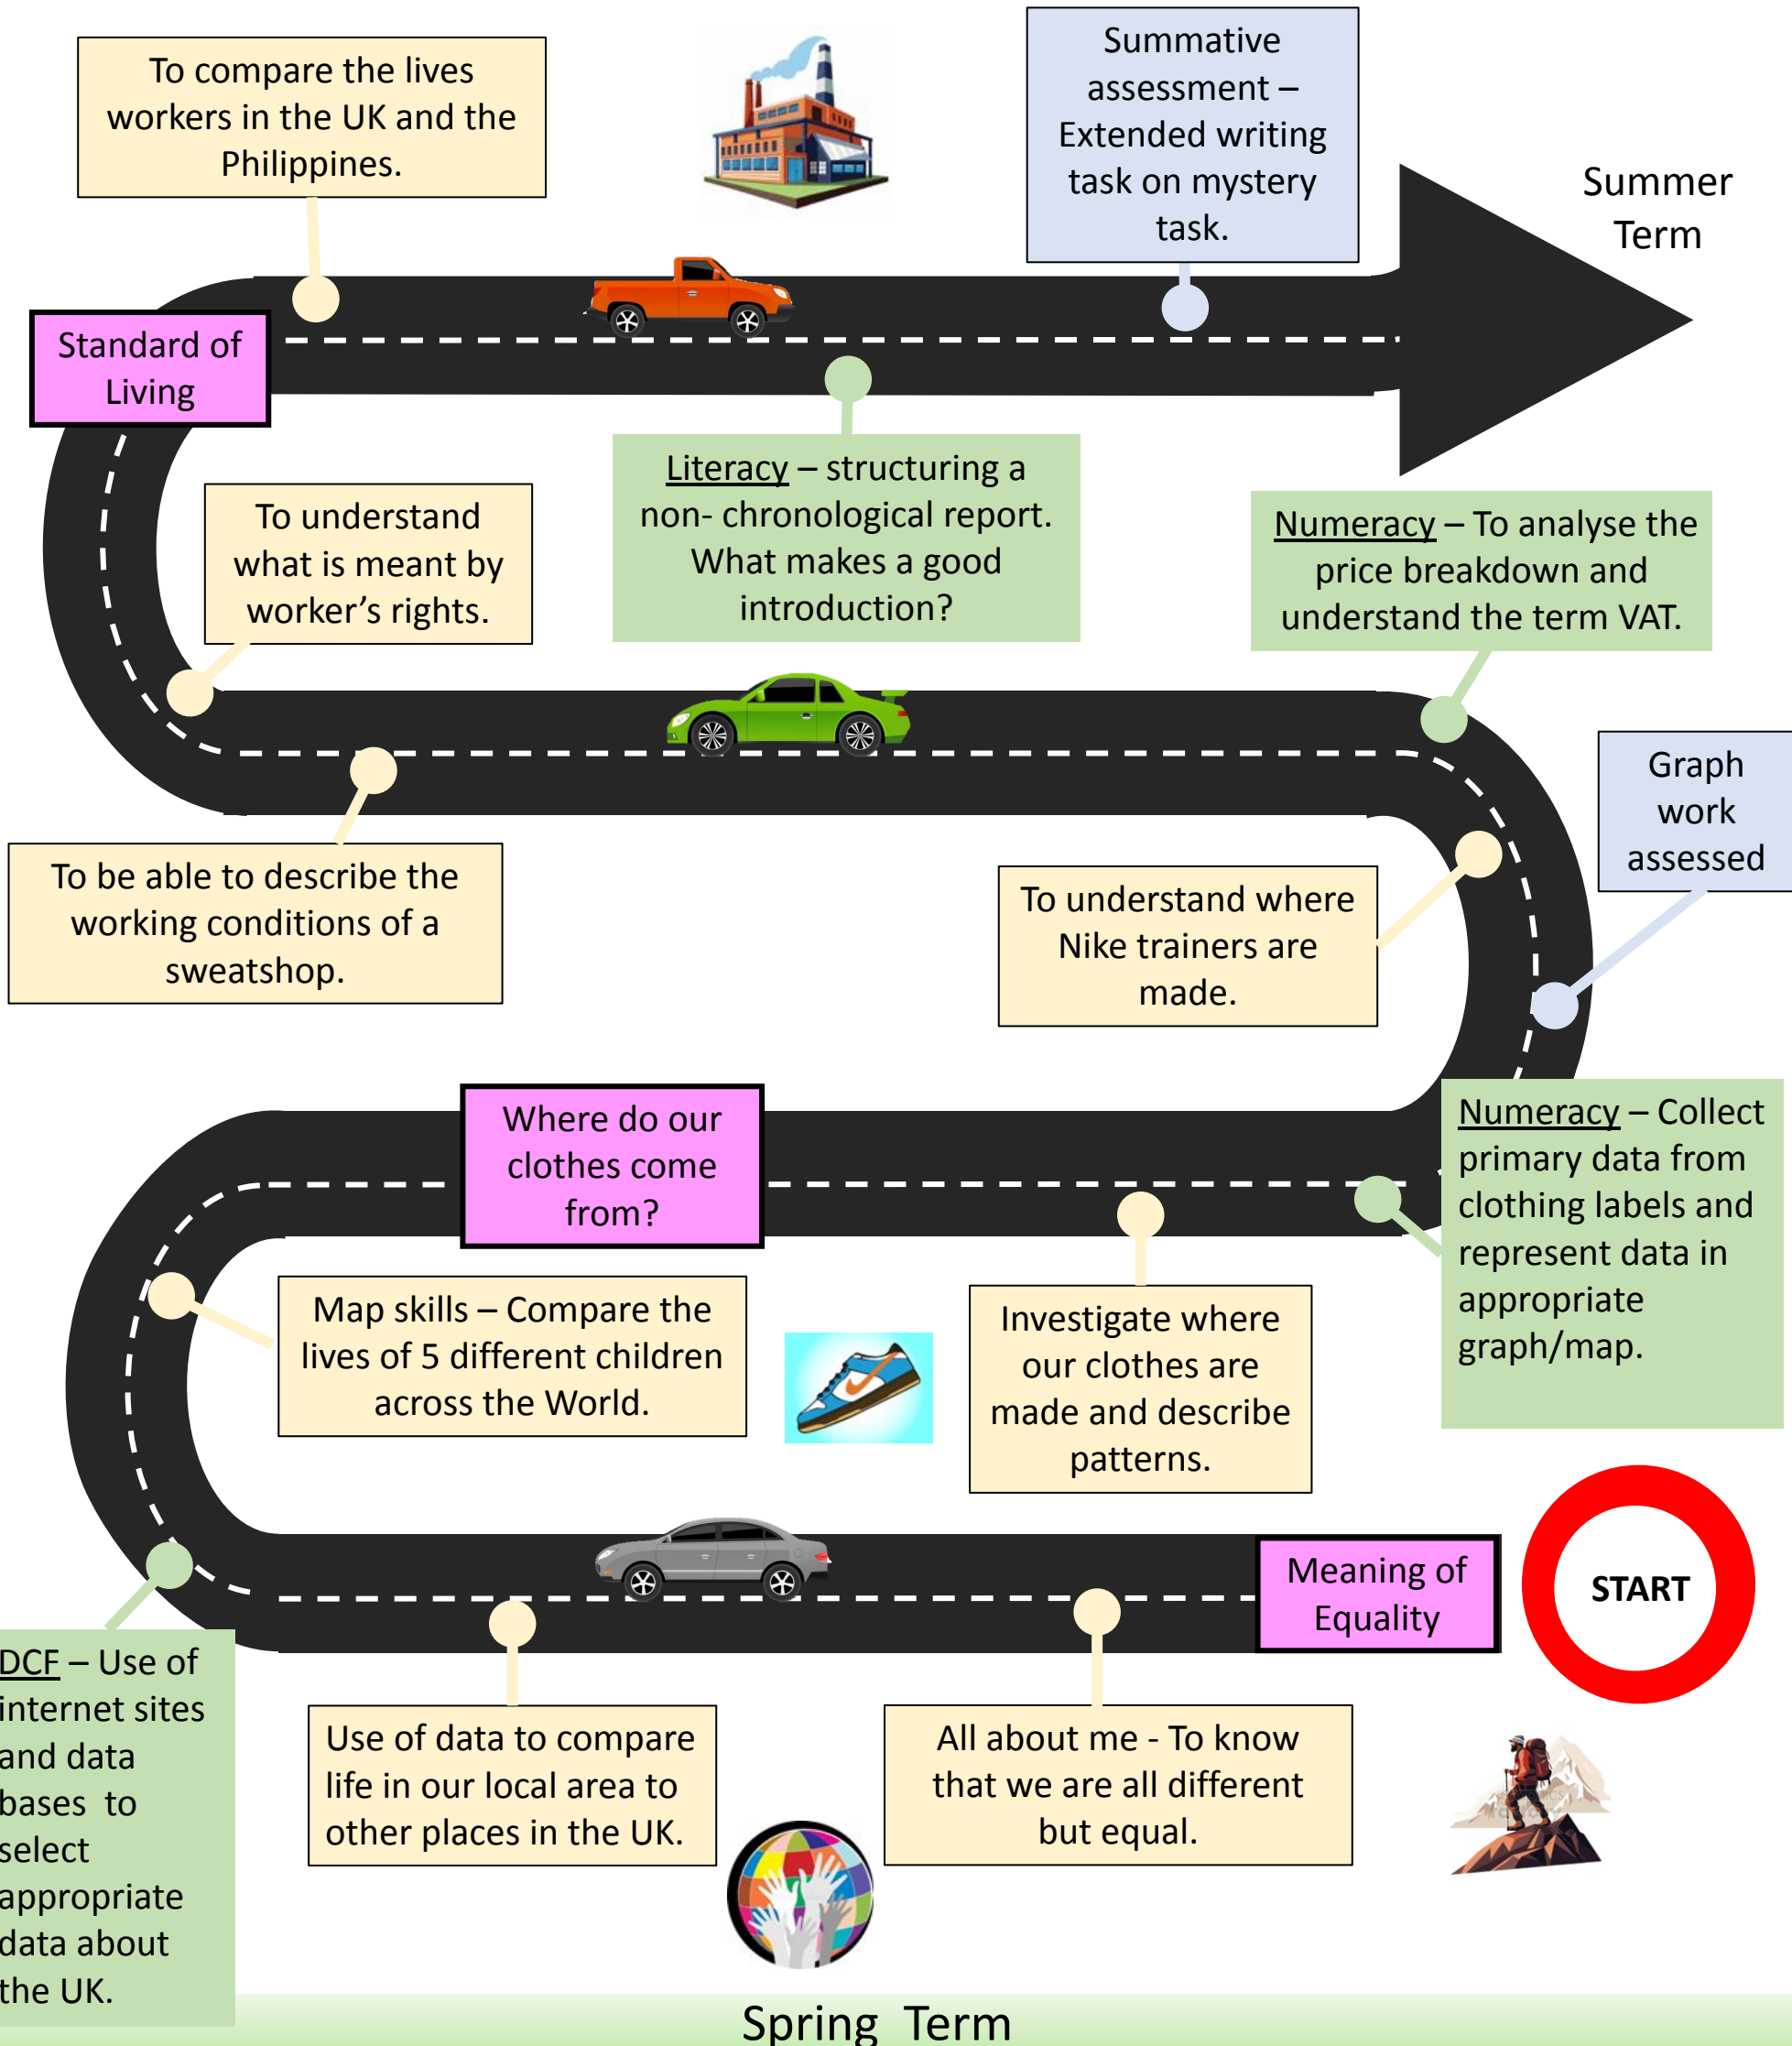 To compare the lives
workers in the UK and the
Philippines.
Summative
assessment –
Extended writing
task on mystery
task.
Summer
Term
Standard of
Living
Literacy – structuring a
non- chronological report.
What makes a good
introduction?
To understand
what is meant by
worker's rights.
Numeracy – To analyse the
price breakdown and
understand the term VAT.
Graph
work
assessed
To be able to describe the
working conditions of a
sweatshop.
To understand where
Nike trainers are
made.
Where do our
clothes come
from?
Numeracy – Collect
primary data from
clothing labels and
represent data in
appropriate
graph/map.
Map skills – Compare the
lives of 5 different children
across the World.
Investigate where
our clothes are
made and describe
patterns.
Meaning of
Equality
START
DCF – Use of
internet sites
and data
bases  to
select
appropriate
data about
the UK.
Use of data to compare
life in our local area to
other places in the UK.
All about me - To know
that we are all different
but equal.
Spring  Term